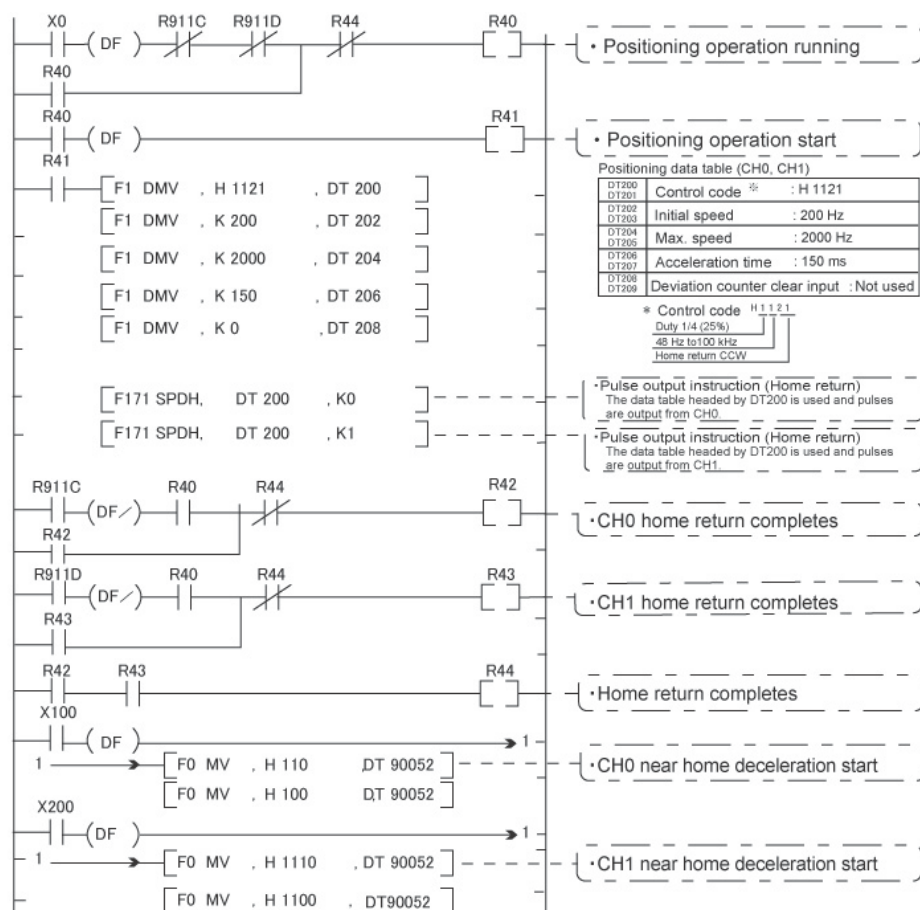 X0 R911C R911D R44 R40
( DF )
· Positioning operation running
R40
R40 R41
( DF )
· Positioning operation start
R41
Positioning data table (CH0, CH1)
F1 DMV , H 1121 , DT 200
F1 DMV , K 200 , DT 202
F1 DMV , K 2000 , DT 204
F1 DMV , K 150 , DT 206
F1 DMV , K 0 ,DT 208
DT200 DT201 Control code ※ : H 1121
DT202 DT203 Initial speed : 200 Hz
DT204 DT205 Max. speed : 2000 Hz
DT206 DT207 Acceleration time : 150 ms
DT208 DT209 Deviation counter clear input : Not used
* Control code H 1 1 2 1
Duty 1/4 (25%)
48 Hz to100 kHz
Home return CCW
F171 SPDH, DT 200 , K0
·Pulse output instruction (Home return)
The data table headed by DT200 is used and pulses
are output from CH0.
F171 SPDH, DT 200 , K1
·Pulse output instruction (Home return)
The data table headed by DT200 is used and pulses
are output from CH1.
R911C R40 R44 R42
(DF/)
·CH0 home return completes
R42
R911D R40 R44 R43
(DF/)
·CH1 home return completes
R43
R42 R43 R44
·Home return completes
X100
( DF ) 1
1 F0 MV , H 110 ,DT 90052
·CH0 near home deceleration start
F0 MV , H 100 D,T 90052
X200
(DF ) 1
1 F0 MV , H 1110 , DT 90052
·CH1 near home deceleration start
F0 MV , H 1100 , DT90052